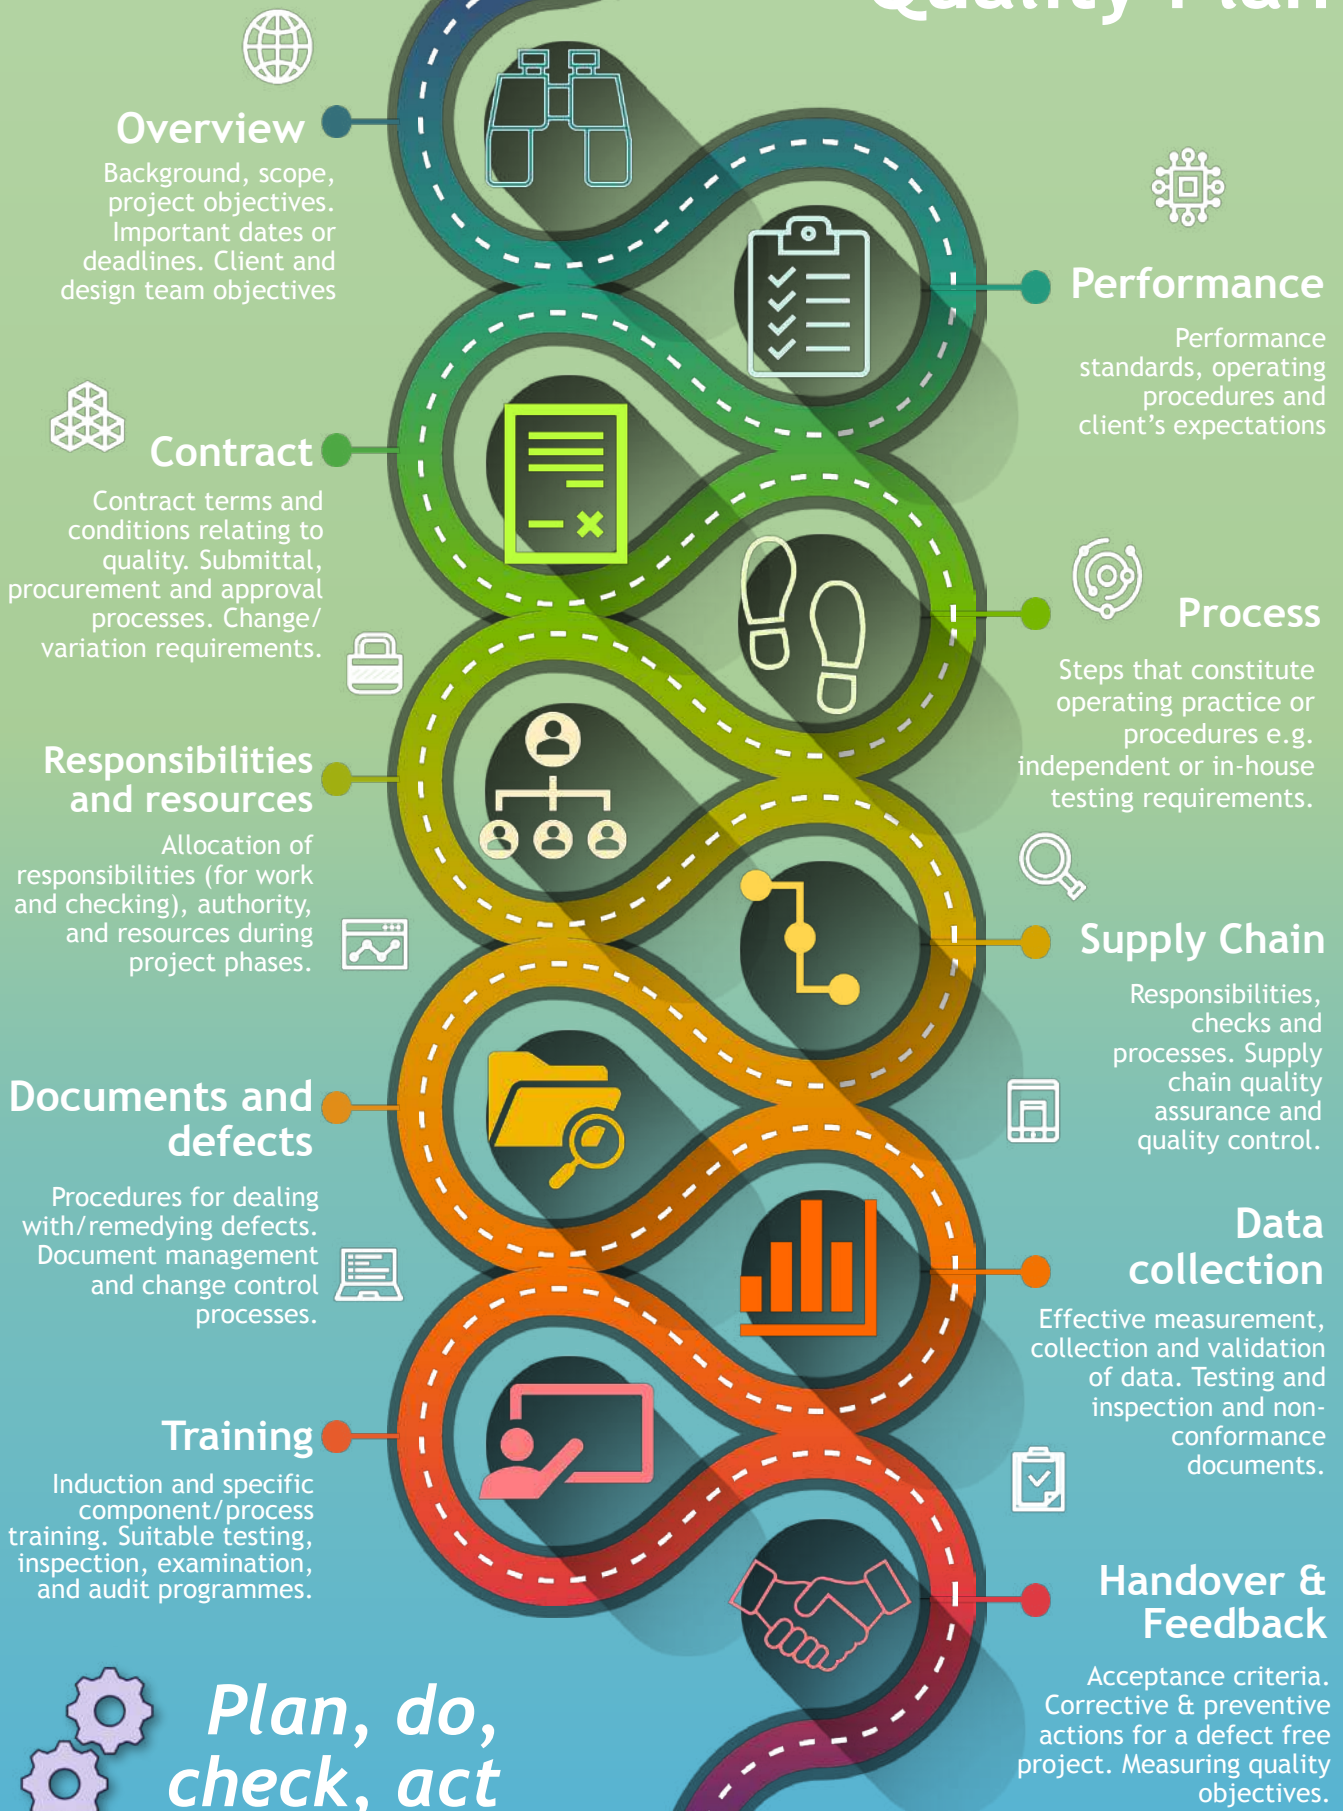 Quality Plan
Overview
Background, scope,
project objectives.
Important dates or
deadlines. Client and
design team objectives
Performance
Performance
standards, operating
procedures and
client's expectations
Contract
Contract terms and
conditions relating to
quality. Submittal,
procurement and approval
processes. Change/
variation requirements.
Process
Steps that constitute
operating practice or
procedures e.g.
independent or in-house
testing requirements.
Responsibilities
and resources
Allocation of
responsibilities (for work
and checking), authority,
and resources during
project phases.
Supply Chain
Responsibilities,
checks and
processes. Supply
chain quality
assurance and
quality control.
Documents and
defects
Procedures for dealing
with/remedying defects.
Document management
and change control
processes.
Data
collection
Effective measurement,
collection and validation
of data. Testing and
inspection and non-
conformance
documents.
Training
Induction and specific
component/process
training. Suitable testing,
inspection, examination,
and audit programmes.
Handover &
Feedback
Acceptance criteria.
Corrective & preventive
actions for a defect free
project. Measuring quality
objectives.
Plan, do,
check, act